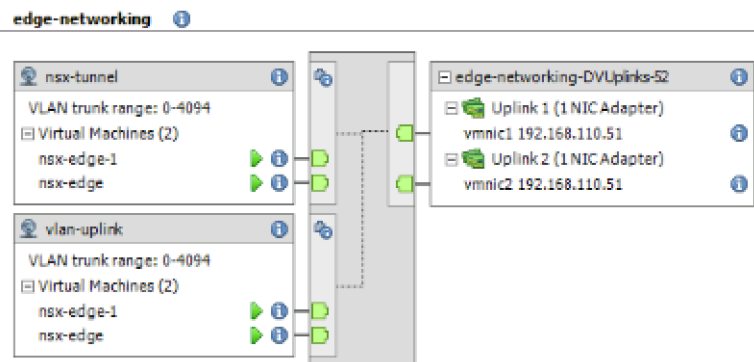 edge-networking
nsx-tunnel
VLAN trunk range: 0-4094
Virtual Machines (2)
nsx-edge-1
nsx-edge
vlan-uplink
VLAN trunk range: 0-4094
Virtual Machines (2)
nsx-edge-1
nsx-edge
edge-networking-DVUplinks-52
Uplink 1 (1 NIC Adapter)
vmnic1 192.168.110.51
Uplink 2 (1 NIC Adapter)
vmnic2 192.168.110.51